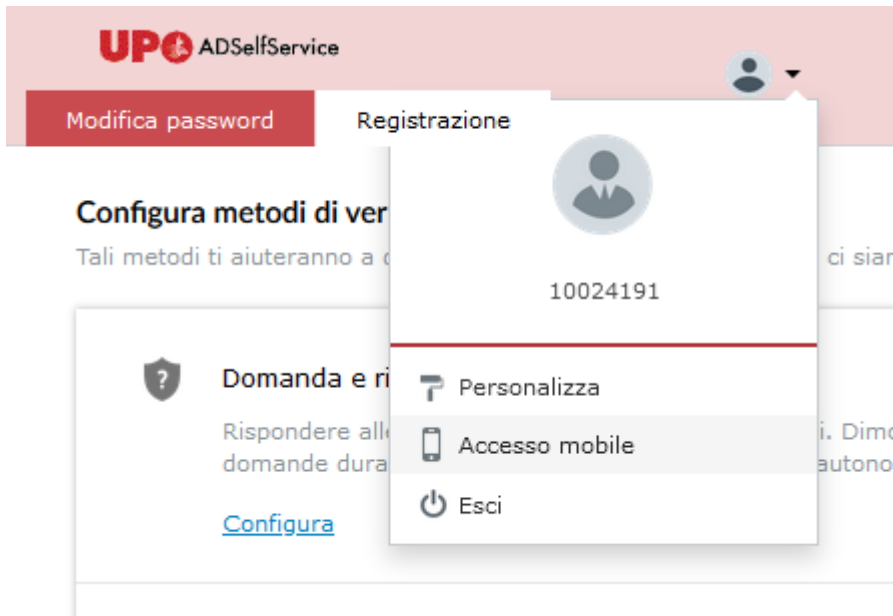 UPO ADSelfService
Modifica password
Registrazione
10024191
Personalizza
Accesso mobile
Esci
Configura metodi di ver
Tali metodi ti aiuteranno a
ci siar
Domanda e ri
Rispondere alle
i. Dimo
domande dura
autono
Configura